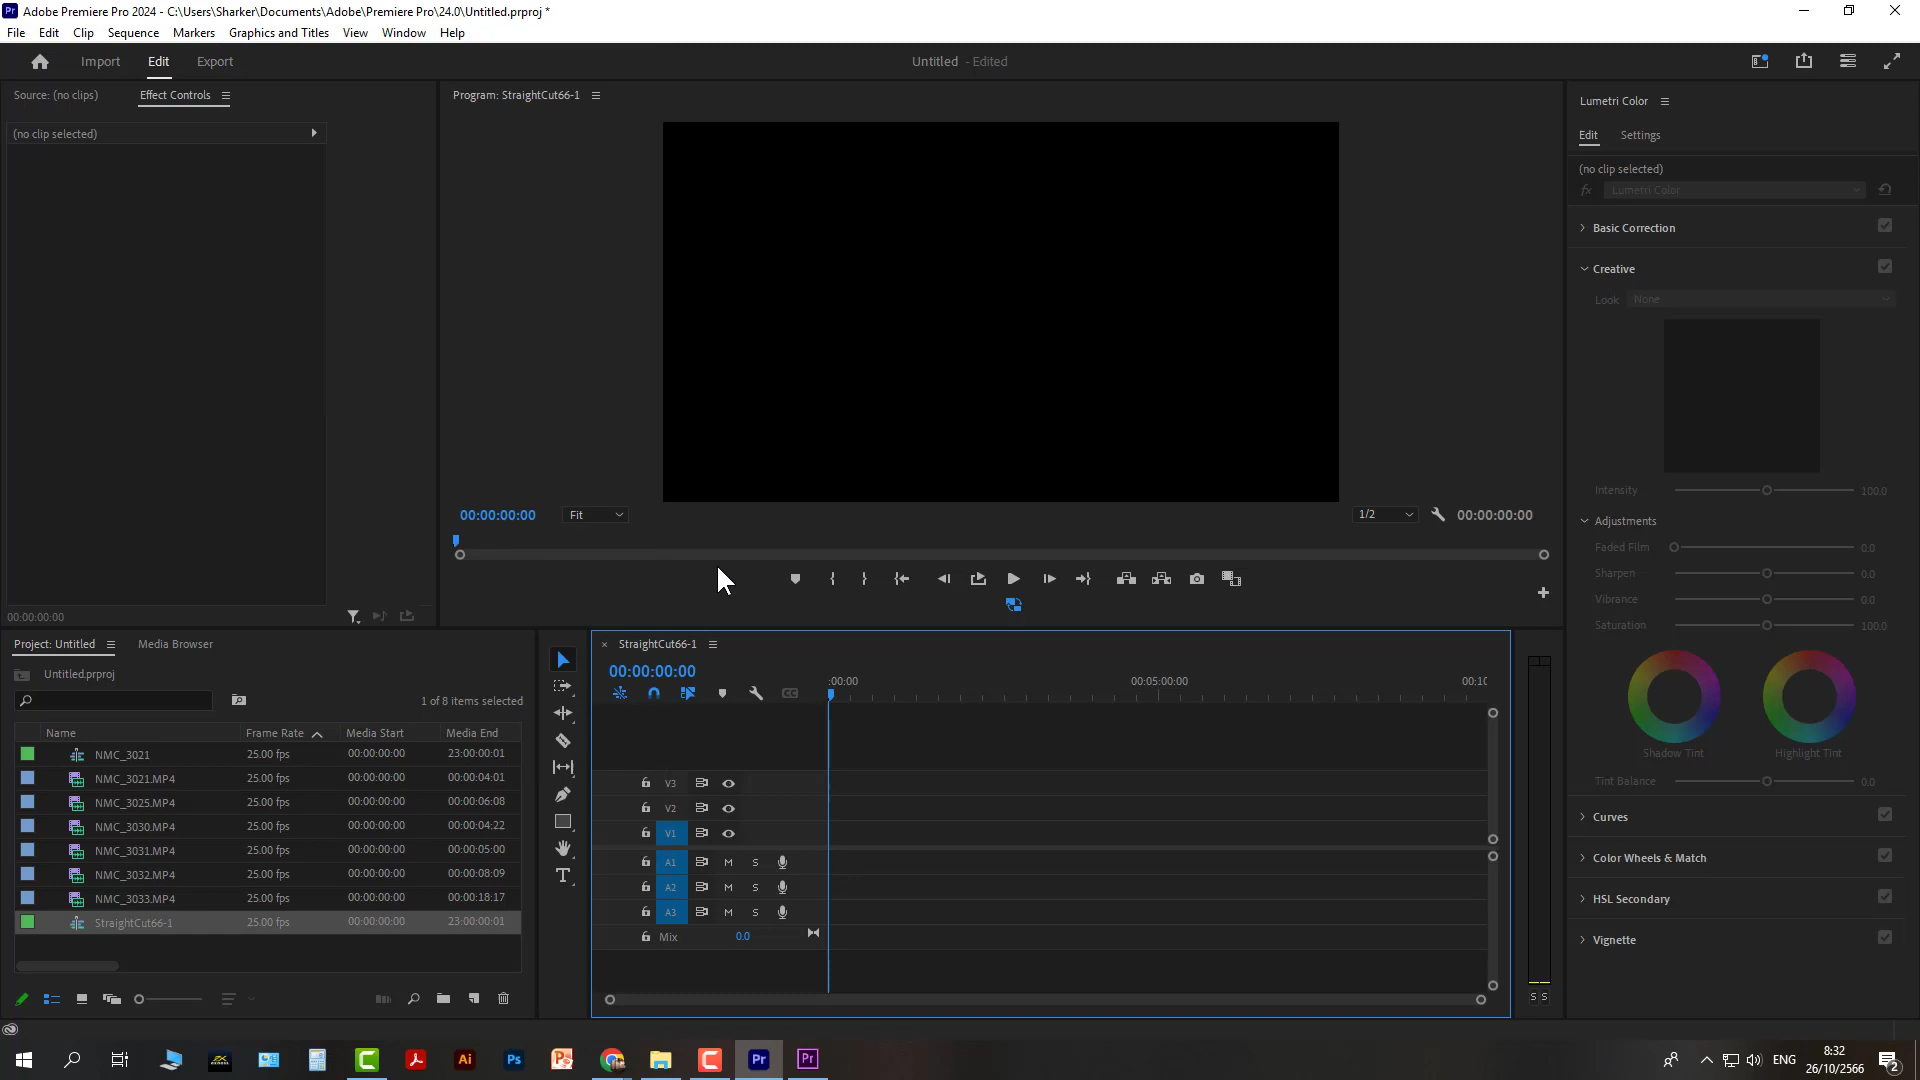 Adobe Premiere Pro 2024 - C:\Users\Sharker\Documents\Adobe\Premiere Pro\24.0\Untitled.prproj *
File Edit Clip Sequence Markers Graphics and Titles View Window Help
Import Edit Export
Untitled - Edited
Source: (no clips) Effect Controls
(no clip selected)
00:00:00:00
Program: StraightCut66-1
00:00:00:00 Fit 1/2 00:00:00:00
Lumetri Color
Edit Settings
(no clip selected)
fx Lumetri Color
Basic Correction
Creative
Look None
Intensity 100.0
Adjustments
Faded Film 0.0
Sharpen 0.0
Vibrance 0.0
Saturation 100.0
Shadow Tint Highlight Tint
Tint Balance 0.0
Curves
Color Wheels & Match
HSL Secondary
Vignette
Project: Untitled Media Browser
Untitled.prproj
1 of 8 items selected
Name Frame Rate Media Start Media End
NMC_3021 25.00 fps 00:00:00:00 23:00:00:01
NMC_3021.MP4 25.00 fps 00:00:00:00 00:00:04:01
NMC_3025.MP4 25.00 fps 00:00:00:00 00:00:06:08
NMC_3030.MP4 25.00 fps 00:00:00:00 00:00:04:22
NMC_3031.MP4 25.00 fps 00:00:00:00 00:00:05:00
NMC_3032.MP4 25.00 fps 00:00:00:00 00:00:08:09
NMC_3033.MP4 25.00 fps 00:00:00:00 00:00:18:17
StraightCut66-1 25.00 fps 00:00:00:00 23:00:00:01
× StraightCut66-1
00:00:00:00
:00:00 00:05:00:00 00:10
CC
V3
V2
V1
A1 M S
A2 M S
A3 M S
Mix 0.0
S S
T
Ai Ps Pr Pr
ENG
8:32
26/10/2566
2